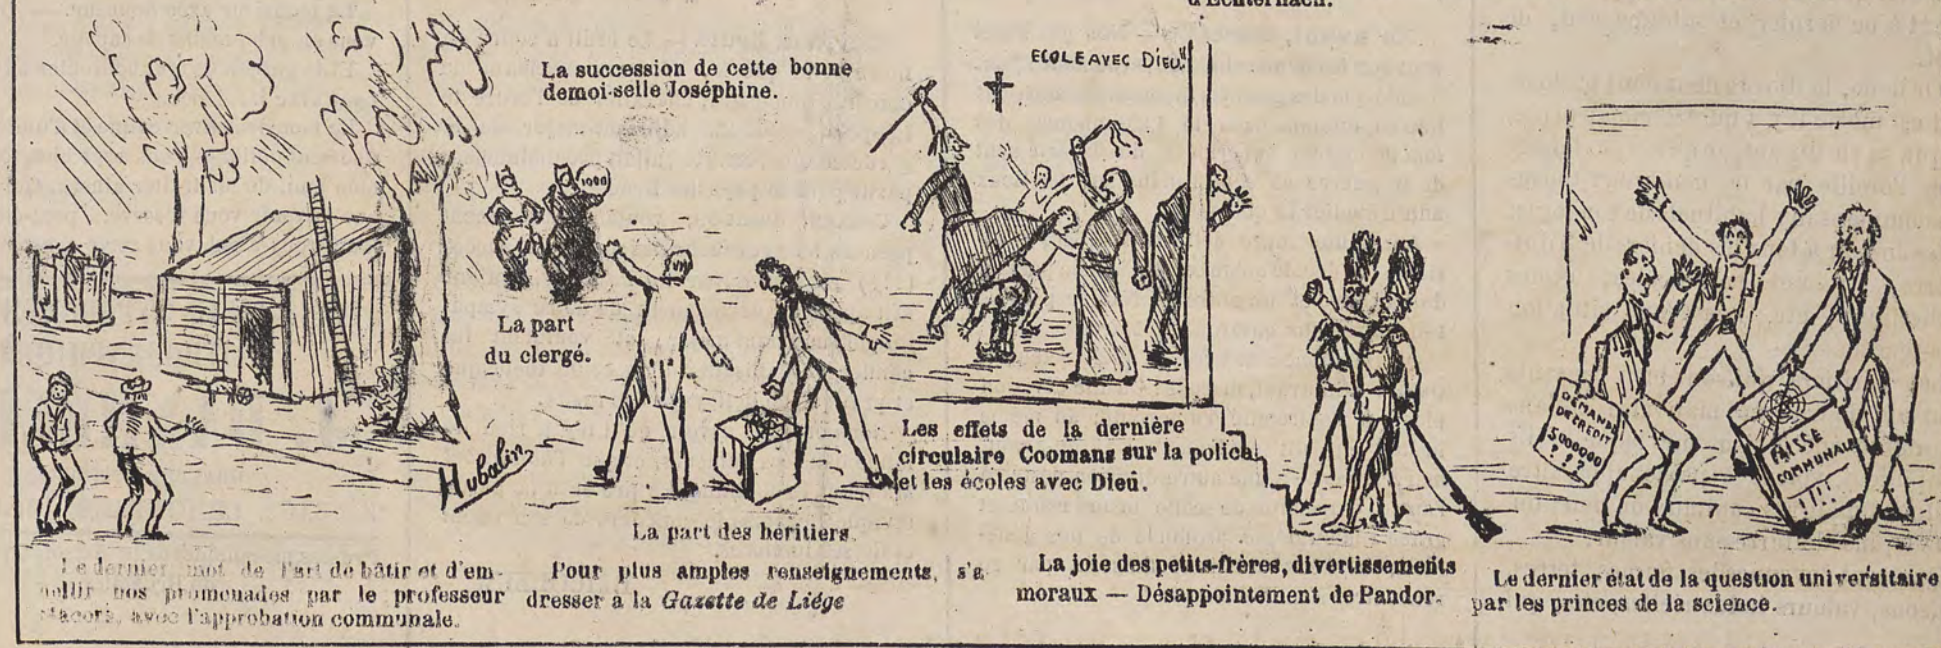 d'Echternach.
La succession de cette bonne
demoi-selle Joséphine.
1000
La part
du clergé.
Hubalin
La part des héritiers
ECOLE AVEC DIEU!!
Les effets de la dernière
circulaire Coomans sur la police
et les écoles avec Dieu.
DEMANDE
DE CREDIT
5000000
???
CAISSE
COMMUNALE
!!!
Le dernier mot de l'art de bâtir et d'em-
bellir nos promenades par le professeur
avec l'approbation communale.
Pour plus amples renseignements, s'a
dresser a la Gazette de Liége
La joie des petits-frères, divertissements
moraux — Désappointement de Pandor.
Le dernier état de la question universitaire
par les princes de la science.